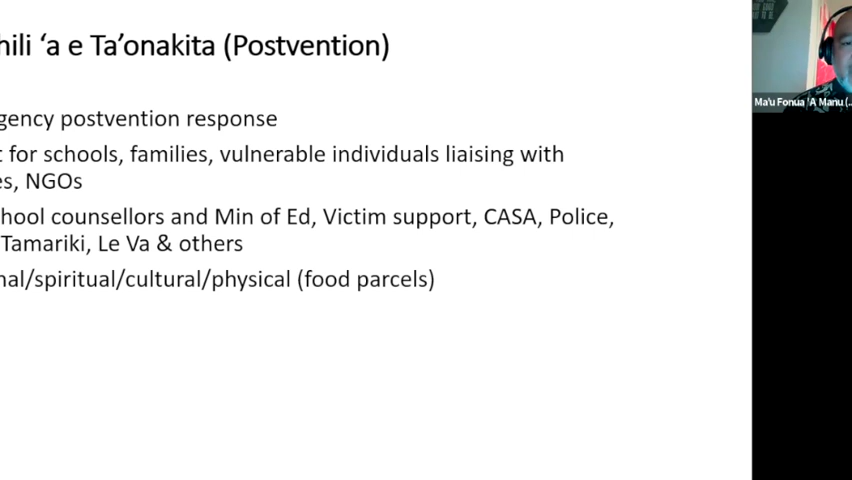 hili ‘a e Ta’onakita (Postvention)
gency postvention response
t for schools, families, vulnerable individuals liaising with
es, NGOs
hool counsellors and Min of Ed, Victim support, CASA, Police,
Tamariki, Le Va & others
nal/spiritual/cultural/physical (food parcels)
Ma'u Fonua 'A Manu (...